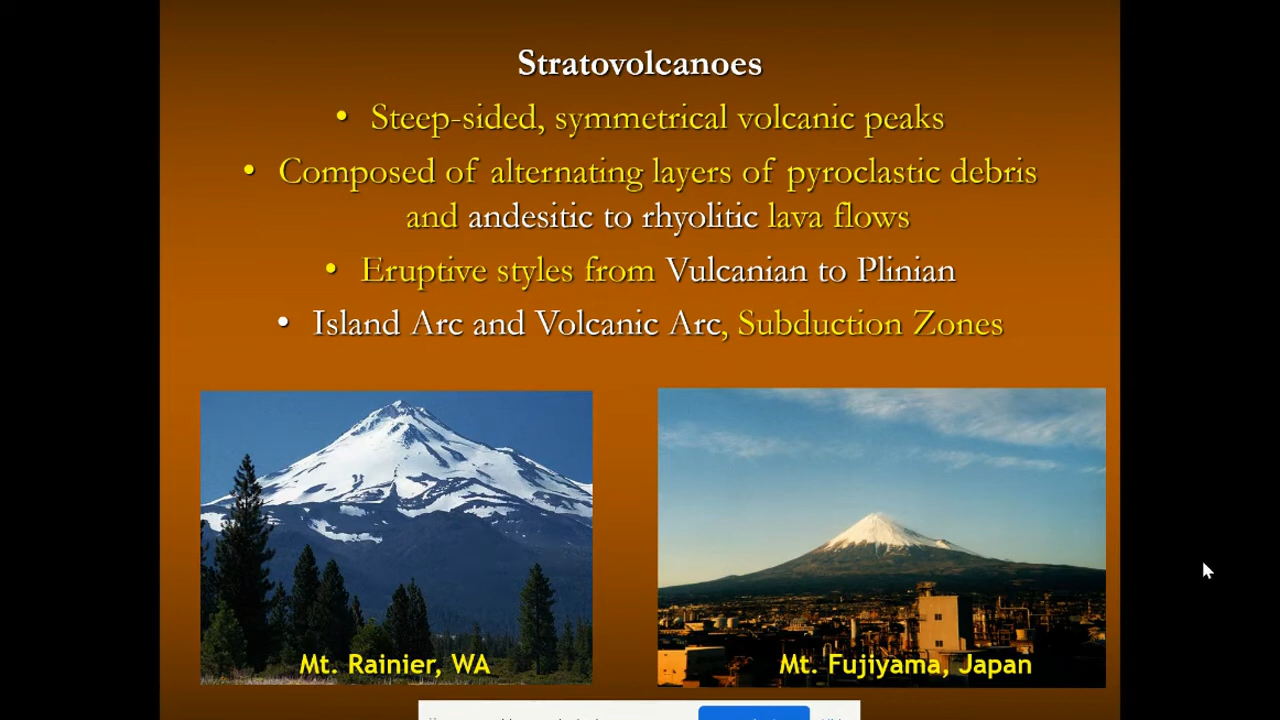 Stratovolcanoes
• Steep-sided, symmetrical volcanic peaks
• Composed of alternating layers of pyroclastic debris
and andesitic to rhyolitic lava flows
• Eruptive styles from Vulcanian to Plinian
• Island Arc and Volcanic Arc, Subduction Zones
Mt. Rainier, WA
Mt. Fujiyama, Japan